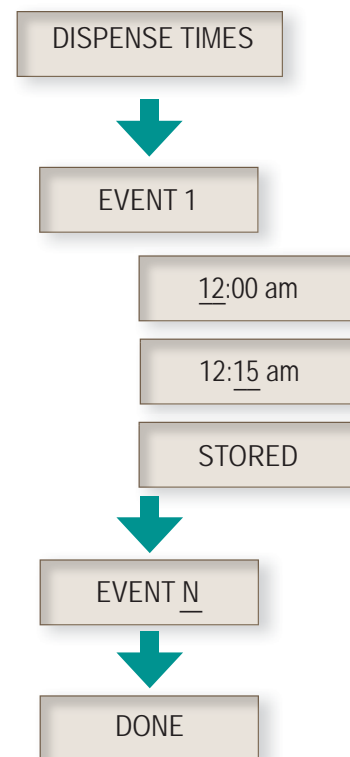 DISPENSE TIMES
EVENT 1
12:00 am
12:15 am
STORED
EVENT N
DONE